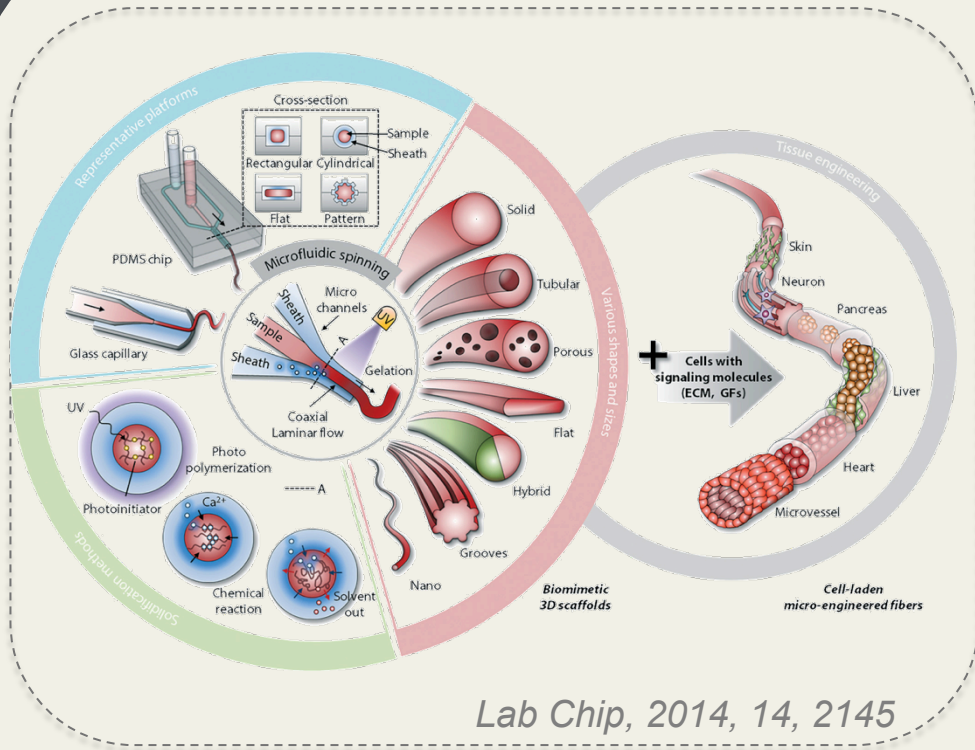 Representative platforms
Cross-section
Sample
Sheath
Rectangular
Cylindrical
Flat
Pattern
PDMS chip
Glass capillary
Microfluidic spinning
Sheath
Micro
channels
UV
Sample
A
Sheath
Gelation
Coaxial
Laminar flow
UV
Photo
polymerization
Photoinitiator
A
Ca²⁺
Chemical
reaction
Solvent
out
Solidification methods
Various shapes and sizes
Solid
Tubular
Porous
Flat
Hybrid
Grooves
Nano
Biomimetic
3D scaffolds
+
Cells with
signaling molecules
(ECM, GFs)
Tissue engineering
Skin
Neuron
Pancreas
Liver
Heart
Microvessel
Cell-laden
micro-engineered fibers
Lab Chip, 2014, 14, 2145